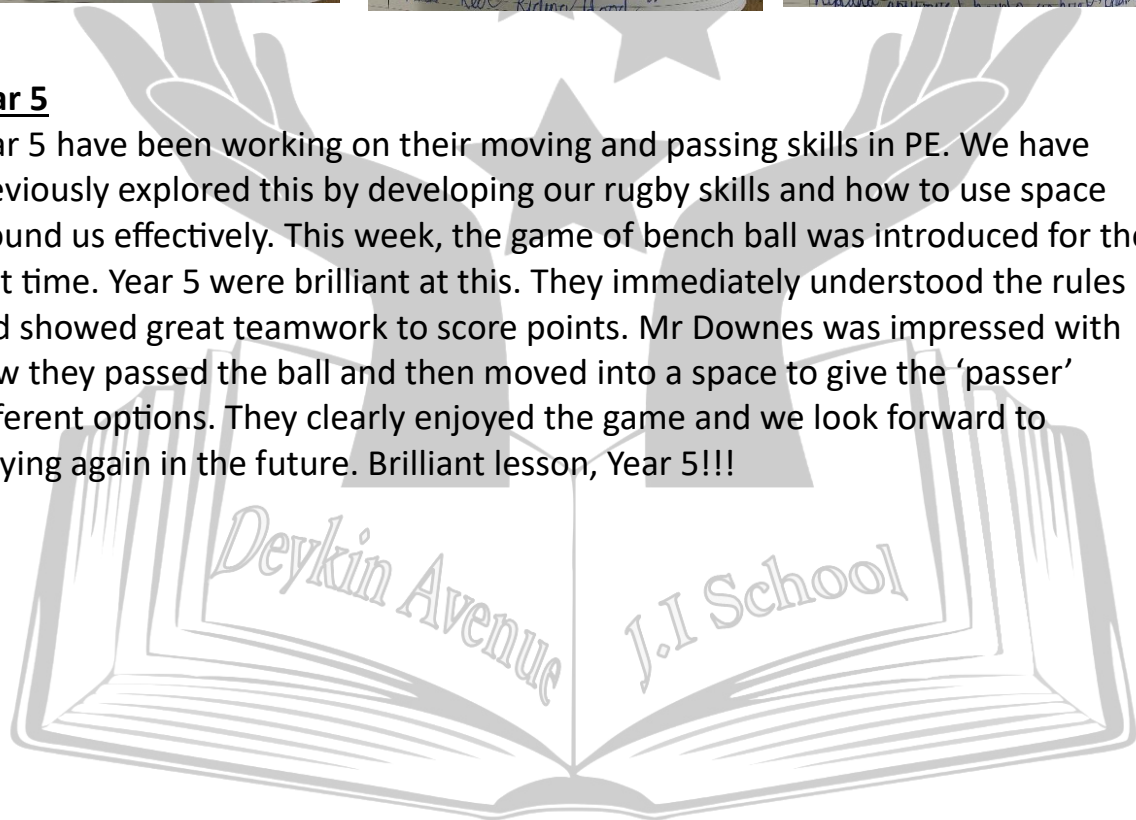 Red Riding Hood
ar 5
ar 5 have been working on their moving and passing skills in PE. We have
eviously explored this by developing our rugby skills and how to use space
ound us effectively. This week, the game of bench ball was introduced for the
t time. Year 5 were brilliant at this. They immediately understood the rules
d showed great teamwork to score points. Mr Downes was impressed with
w they passed the ball and then moved into a space to give the ‘passer’
ferent options. They clearly enjoyed the game and we look forward to
ying again in the future. Brilliant lesson, Year 5!!!
Deykin Avenue
J.I School